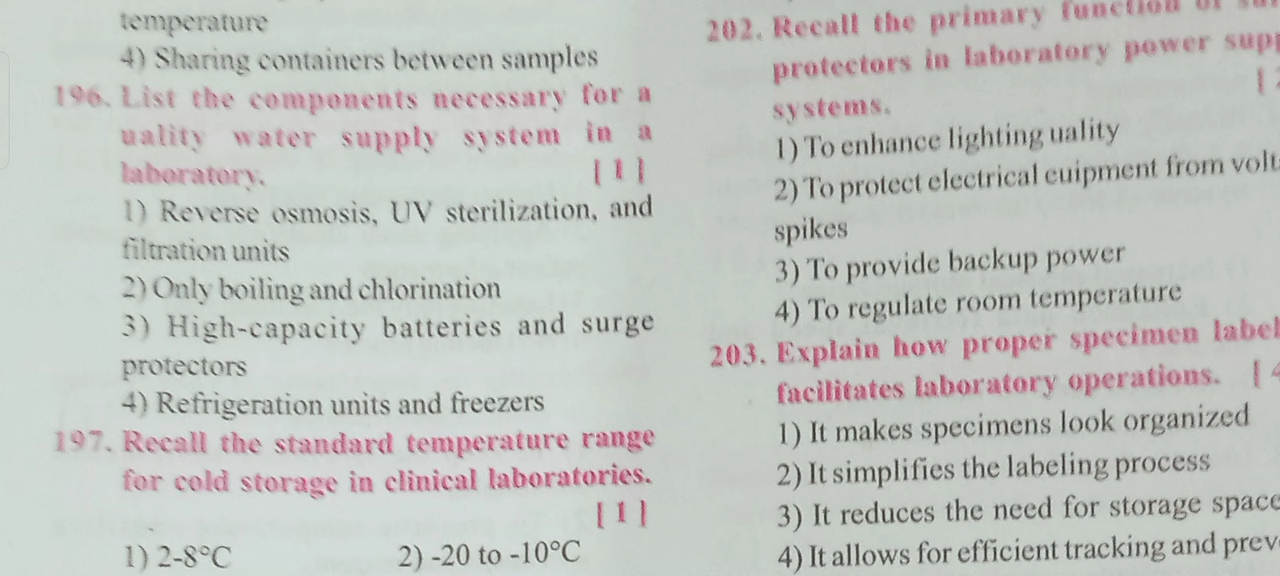 temperature
4) Sharing containers between samples
196. List the components necessary for a
uality water supply system in a
laboratory. [ 1 ]
1) Reverse osmosis, UV sterilization, and
filtration units
2) Only boiling and chlorination
3) High-capacity batteries and surge
protectors
4) Refrigeration units and freezers
197. Recall the standard temperature range
for cold storage in clinical laboratories.
[ 1 ]
1) 2-8°C 2) -20 to -10°C
202. Recall the primary function of
protectors in laboratory power
systems.
1) To enhance lighting uality
2) To protect electrical euipment from
spikes
3) To provide backup power
4) To regulate room temperature
203. Explain how proper specimen label
facilitates laboratory operations. [ 4
1) It makes specimens look organized
2) It simplifies the labeling process
3) It reduces the need for storage space
4) It allows for efficient tracking and